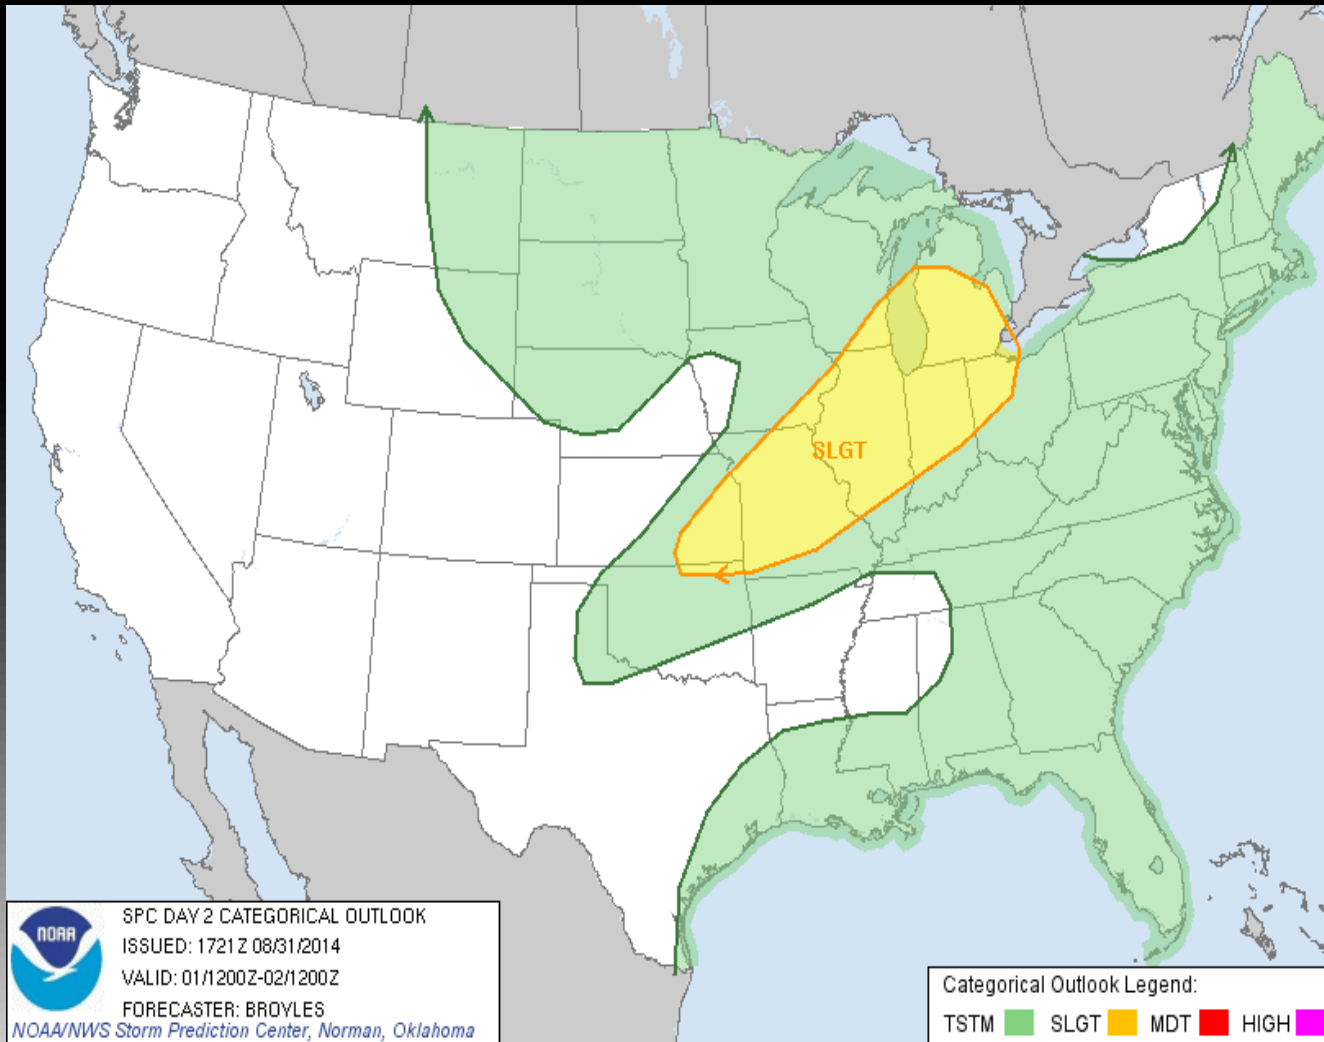 SLGT
NOAA
SPC DAY 2 CATEGORICAL OUTLOOK
ISSUED: 1721Z 08/31/2014
VALID: 01/1200Z-02/1200Z
FORECASTER: BROYLES
NOAA/NWS Storm Prediction Center, Norman, Oklahoma
Categorical Outlook Legend:
TSTM SLGT MDT HIGH